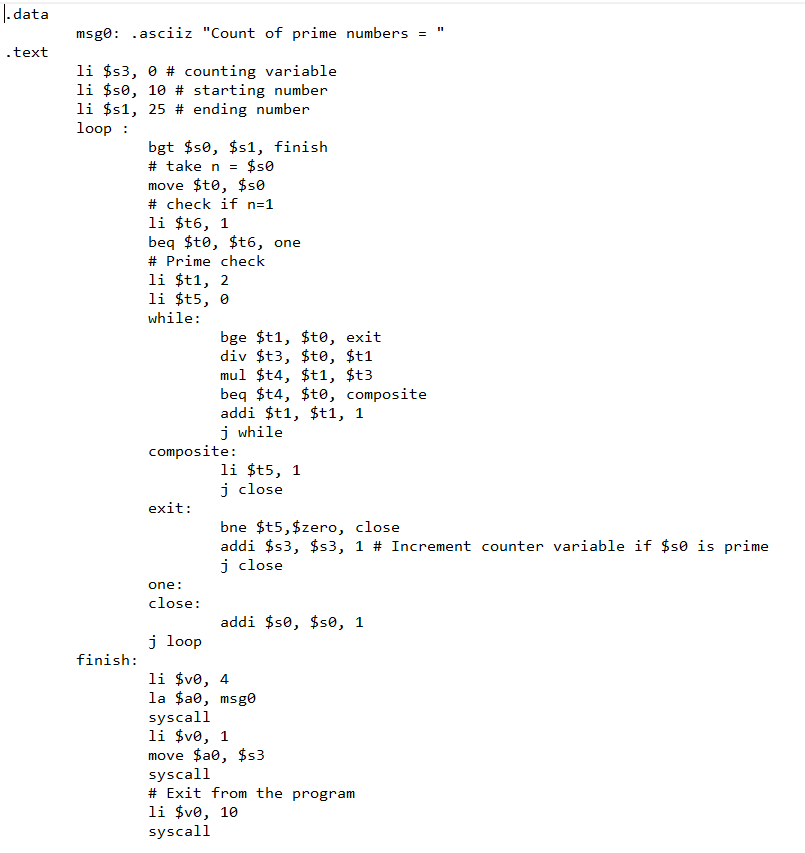 .data
msg0: .asciiz "Count of prime numbers = "
.text
li $s3, 0 # counting variable
li $s0, 10 # starting number
li $s1, 25 # ending number
loop :
bgt $s0, $s1, finish
# take n = $s0
move $t0, $s0
# check if n=1
li $t6, 1
beq $t0, $t6, one
# Prime check
li $t1, 2
li $t5, 0
while:
bge $t1, $t0, exit
div $t3, $t0, $t1
mul $t4, $t1, $t3
beq $t4, $t0, composite
addi $t1, $t1, 1
j while
composite:
li $t5, 1
j close
exit:
bne $t5,$zero, close
addi $s3, $s3, 1 # Increment counter variable if $s0 is prime
j close
one:
close:
addi $s0, $s0, 1
j loop
finish:
li $v0, 4
la $a0, msg0
syscall
li $v0, 1
move $a0, $s3
syscall
# Exit from the program
li $v0, 10
syscall